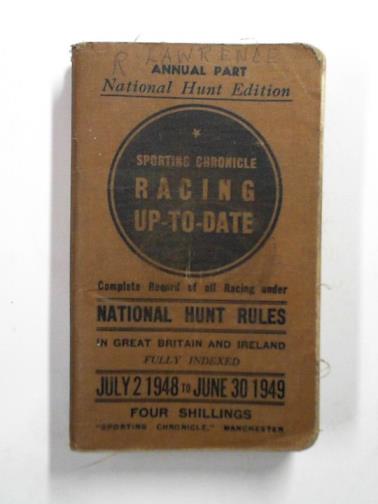 R LAWRENCE
ANNUAL PART
National Hunt Edition
SPORTING CHRONICLE
RACING
UP-TO-DATE
Complete Record of all Racing under
NATIONAL HUNT RULES
IN GREAT BRITAIN AND IRELAND
FULLY INDEXED
JULY 2 1948 TO JUNE 30 1949
FOUR SHILLINGS
"SPORTING CHRONICLE," MANCHESTER